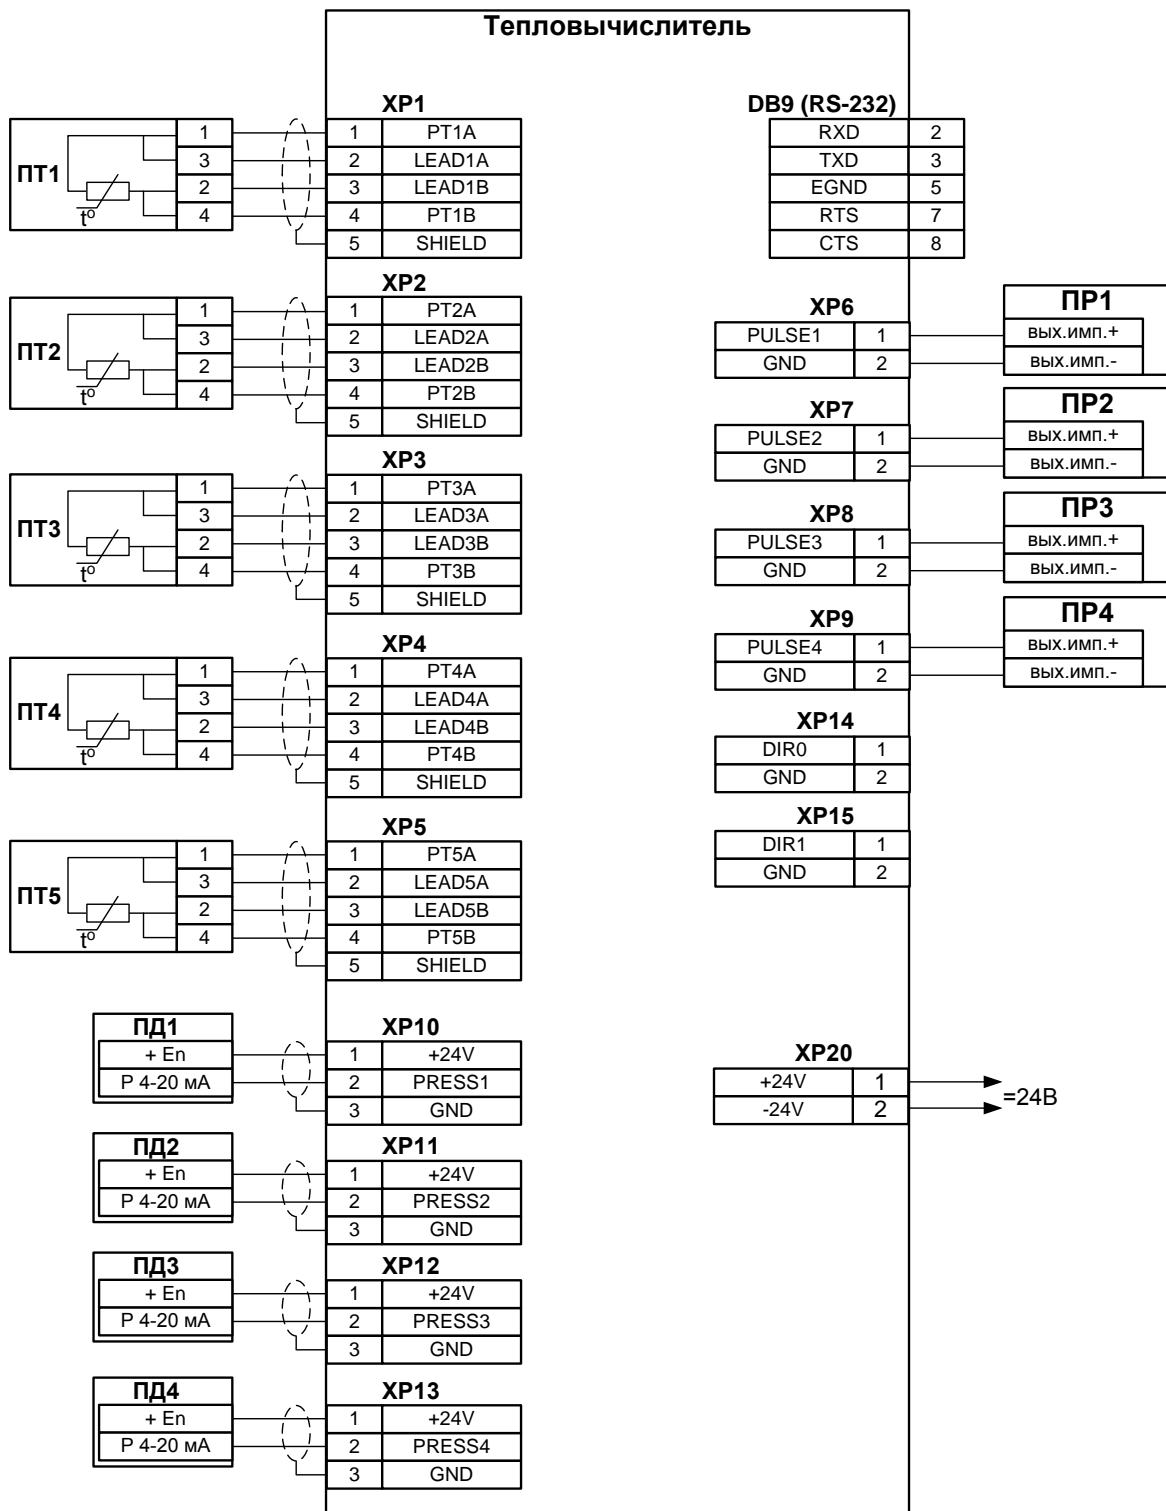 Тепловычислитель
XP1
ПТ1
1 1 PT1A
3 2 LEAD1A
2 3 LEAD1B
4 4 PT1B
5 SHIELD
t⁰
XP2
ПТ2
1 1 PT2A
3 2 LEAD2A
2 3 LEAD2B
4 4 PT2B
5 SHIELD
t⁰
XP3
ПТ3
1 1 PT3A
3 2 LEAD3A
2 3 LEAD3B
4 4 PT3B
5 SHIELD
t⁰
XP4
ПТ4
1 1 PT4A
3 2 LEAD4A
2 3 LEAD4B
4 4 PT4B
5 SHIELD
t⁰
XP5
ПТ5
1 1 PT5A
3 2 LEAD5A
2 3 LEAD5B
4 4 PT5B
5 SHIELD
t⁰
ПД1 XP10
+ En 1 +24V
P 4-20 мА 2 PRESS1
3 GND
ПД2 XP11
+ En 1 +24V
P 4-20 мА 2 PRESS2
3 GND
ПД3 XP12
+ En 1 +24V
P 4-20 мА 2 PRESS3
3 GND
ПД4 XP13
+ En 1 +24V
P 4-20 мА 2 PRESS4
3 GND
DB9 (RS-232)
RXD 2
TXD 3
EGND 5
RTS 7
CTS 8
XP6 ПР1
PULSE1 1 вых.имп.+
GND 2 вых.имп.-
XP7 ПР2
PULSE2 1 вых.имп.+
GND 2 вых.имп.-
XP8 ПР3
PULSE3 1 вых.имп.+
GND 2 вых.имп.-
XP9 ПР4
PULSE4 1 вых.имп.+
GND 2 вых.имп.-
XP14
DIR0 1
GND 2
XP15
DIR1 1
GND 2
XP20
+24V 1
-24V 2
=24В